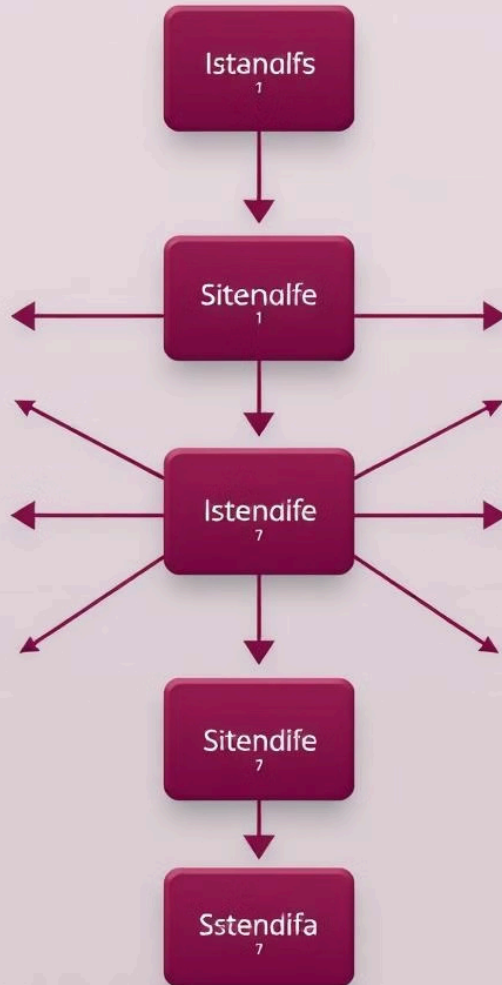 Istanalfs
1
Sitenalfe
1
Istenaife
7
Sitendife
7
Sstendifa
7